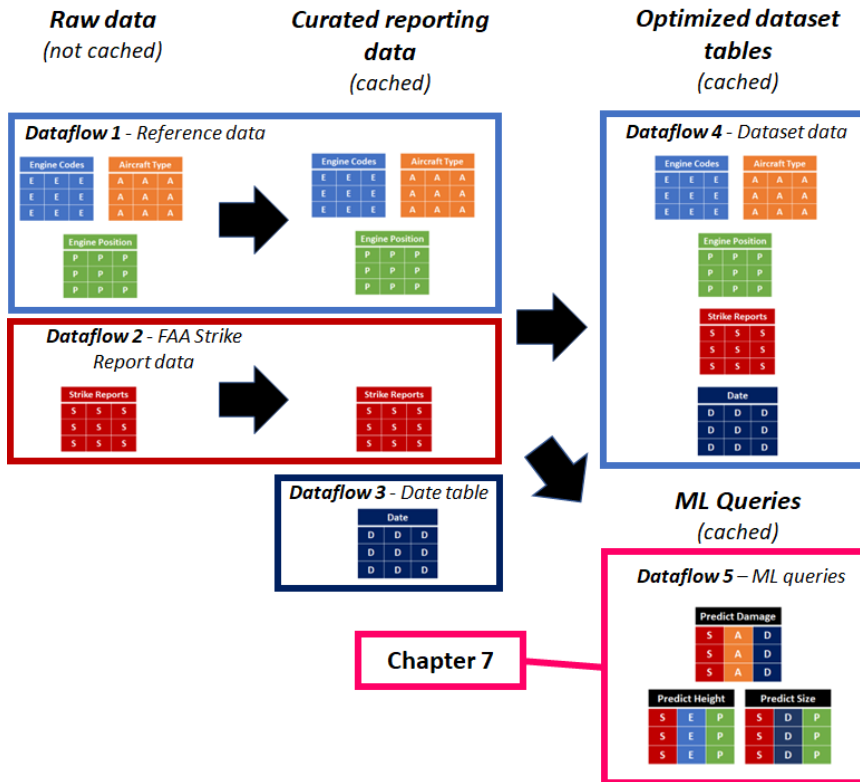 Raw data
(not cached)
Curated reporting
data
(cached)
Optimized dataset
tables
(cached)
Dataflow 1 - Reference data
Engine Codes
E E E
E E E
E E E
Aircraft Type
A A A
A A A
A A A
Engine Position
P P P
P P P
P P P
Engine Codes
E E E
E E E
E E E
Aircraft Type
A A A
A A A
A A A
Engine Position
P P P
P P P
P P P
Dataflow 2 - FAA Strike
Report data
Strike Reports
S S S
S S S
S S S
Strike Reports
S S S
S S S
S S S
Dataflow 3 - Date table
Date
D D D
D D D
D D D
Dataflow 4 - Dataset data
Engine Codes
E E E
E E E
E E E
Aircraft Type
A A A
A A A
A A A
Engine Position
P P P
P P P
P P P
Strike Reports
S S S
S S S
S S S
Date
D D D
D D D
D D D
ML Queries
(cached)
Dataflow 5 – ML queries
Predict Damage
S A D
S A D
S A D
Predict Height
S E P
S E P
S E P
Predict Size
S D P
S D P
S D P
Chapter 7